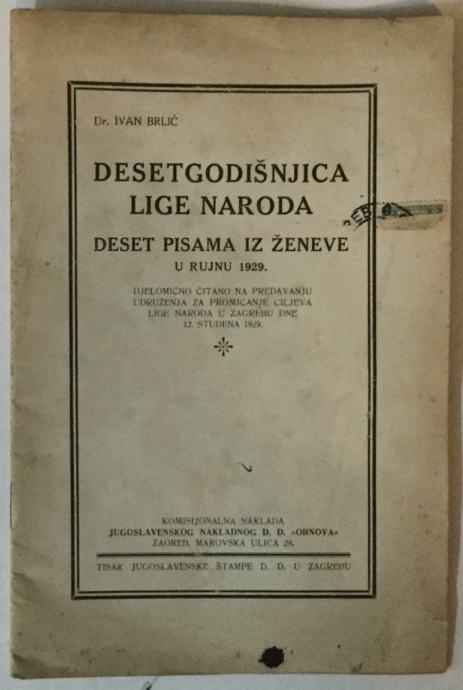 Dr. IVAN BRLIĆ
DESETGODIŠNJICA
LIGE NARODA
DESET PISAMA IZ ŽENEVE
U RUJNU 1929.
DJELOMIČNO ČITANO NA PREDAVANJU
UDRUŽENJA ZA PROMICANJE CILJEVA
LIGE NARODA U ZAGREBU DNE
12. STUDENA 1929.
KOMISIJONALNA NAKLADA
JUGOSLAVENSKOG NAKLADNOG D. D. »OBNOVA«
ZAGREB, MAROVSKA ULICA 28.
TISAK JUGOSLAVENSKE ŠTAMPE D. D. U ZAGREBU